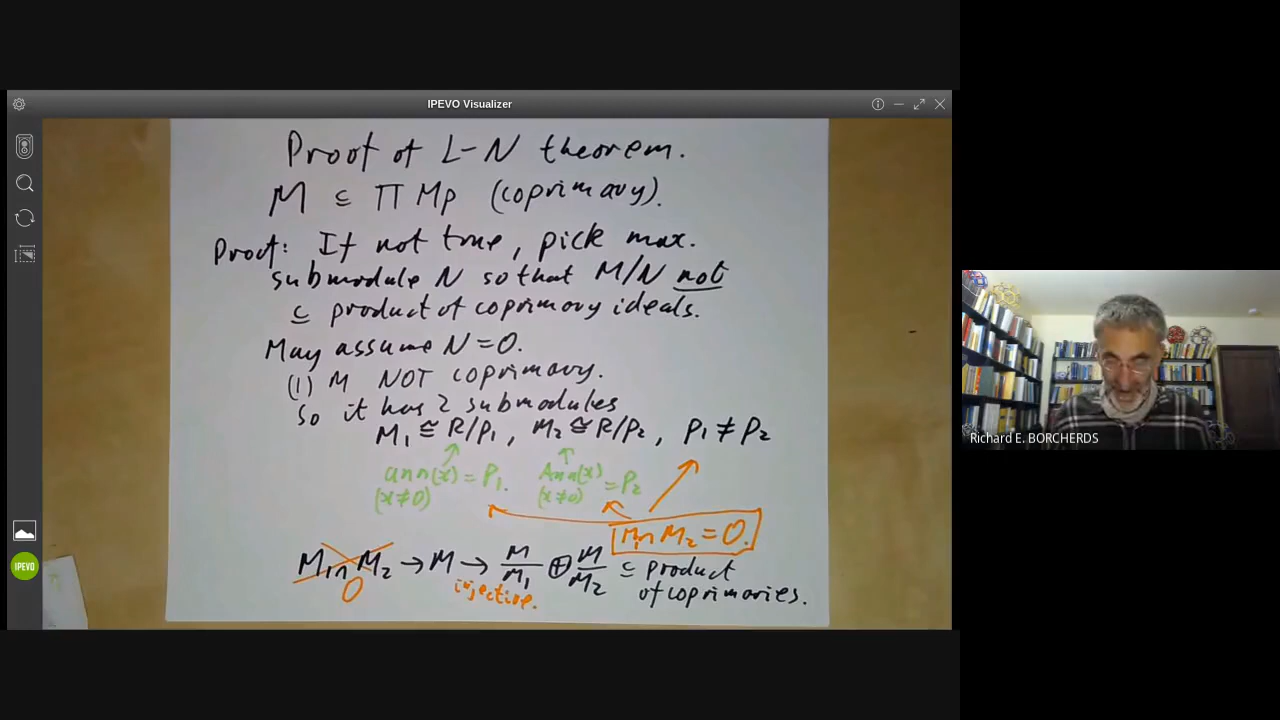 IPEVO Visualizer
Proof of L-N theorem.
M ⊆ Π Mp (coprimary).
Proof: If not true, pick max.
submodule N so that M/N not
⊆ product of coprimary ideals.
May assume N = 0.
(1) M NOT coprimary.
So it has 2 submodules
M1 ≅ R/P1, M2 ≅ R/P2, P1 ≠ P2
ann(x) = P1. Ann(x) = P2
(x≠0) (x≠0)
M1∩M2 = 0.
M1∩M2 → M → M/M1 ⊕ M/M2 ⊆ product
0 injective. of coprimaries.
Richard E. BORCHERDS
IPEVO